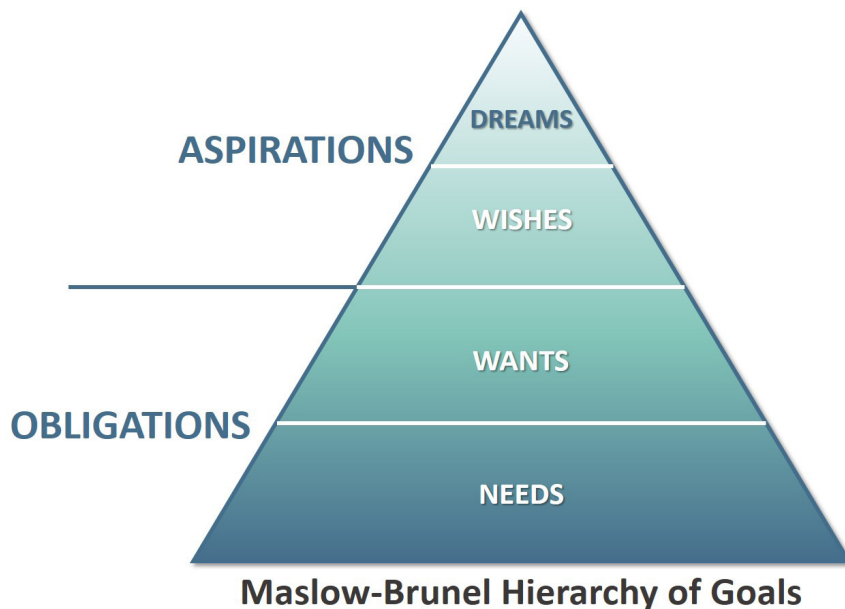 DREAMS
ASPIRATIONS
WISHES
WANTS
OBLIGATIONS
NEEDS
Maslow-Brunel Hierarchy of Goals